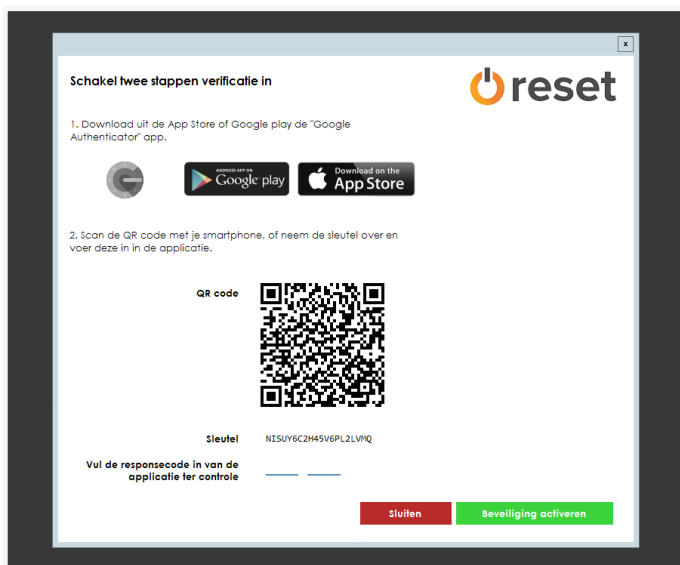 x
Schakel twee stappen verificatie in
reset
1. Download uit de App Store of Google play de "Google
Authenticator" app.
ANDROID APP ON
Google play
Download on the
App Store
2. Scan de QR code met je smartphone, of neem de sleutel over en
voer deze in in de applicatie.
QR code
Sleutel NISUY6C2H45V6PL2LVMQ
Vul de responsecode in van de
applicatie ter controle
Sluiten Beveiliging activeren